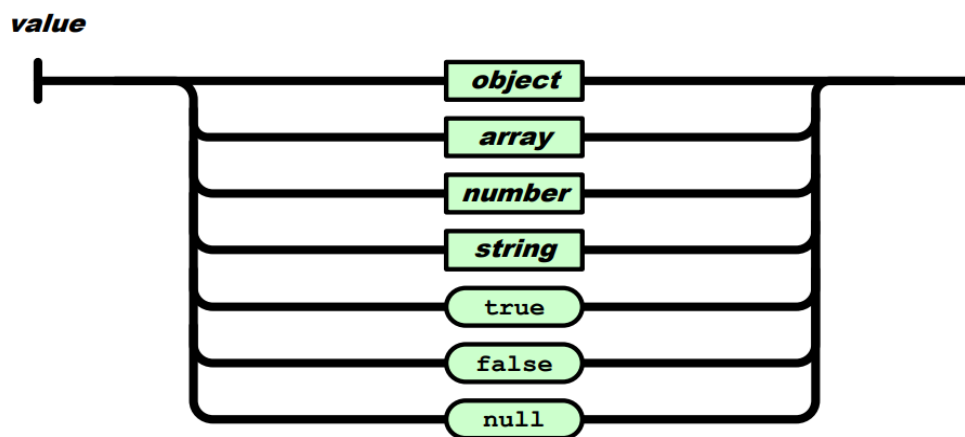 value
object
array
number
string
true
false
null